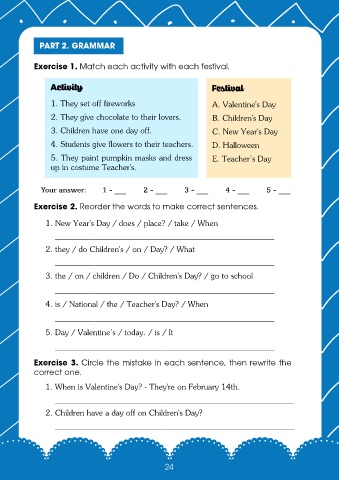 PART 2. GRAMMAR
Exercise 1. Match each activity with each festival.
Activity
1. They set off fireworks
2. They give chocolate to their lovers.
3. Children have one day off.
4. Students give flowers to their teachers.
5. They paint pumpkin masks and dress
up in costume Teacher's.
Festival
A. Valentine's Day
B. Children's Day
C. New Year's Day
D. Halloween
E. Teacher's Day
Your answer: 1 - ___ 2 - ___ 3 - ___ 4 - ___ 5 - ___
Exercise 2. Reorder the words to make correct sentences.
1. New Year's Day / does / place? / take / When
2. they / do Children's / on / Day? / What
3. the / on / children / Do / Children's Day? / go to school
4. is / National / the / Teacher's Day? / When
5. Day / Valentine's / today. / is / It
Exercise 3. Circle the mistake in each sentence, then rewrite the
correct one.
1. When is Valentine's Day? - They're on February 14th.
2. Children have a day off on Children's Day?
24